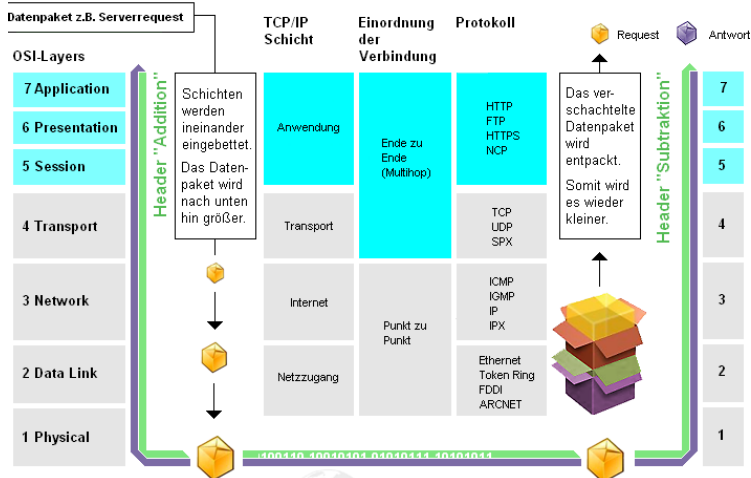 Datenpaket z.B. Serverrequest
OSI-Layers
7 Application
6 Presentation
5 Session
4 Transport
3 Network
2 Data Link
1 Physical
Header "Addition"
Schichten
werden
ineinander
eingebettet.
Das Daten-
paket wird
nach unten
hin größer.
TCP/IP
Schicht
Anwendung
Transport
Internet
Netzzugang
Einordnung
der
Verbindung
Ende zu
Ende
(Multihop)
Punkt zu
Punkt
Protokoll
HTTP
FTP
HTTPS
NCP
TCP
UDP
SPX
ICMP
IGMP
IP
IPX
Ethernet
Token Ring
FDDI
ARCNET
Request
Antwort
Das ver-
schachtelte
Datenpaket
wird
entpackt.
Somit wird
es wieder
kleiner.
Header "Subtraktion"
7
6
5
4
3
2
1
100110 10010101 01010111 10101011